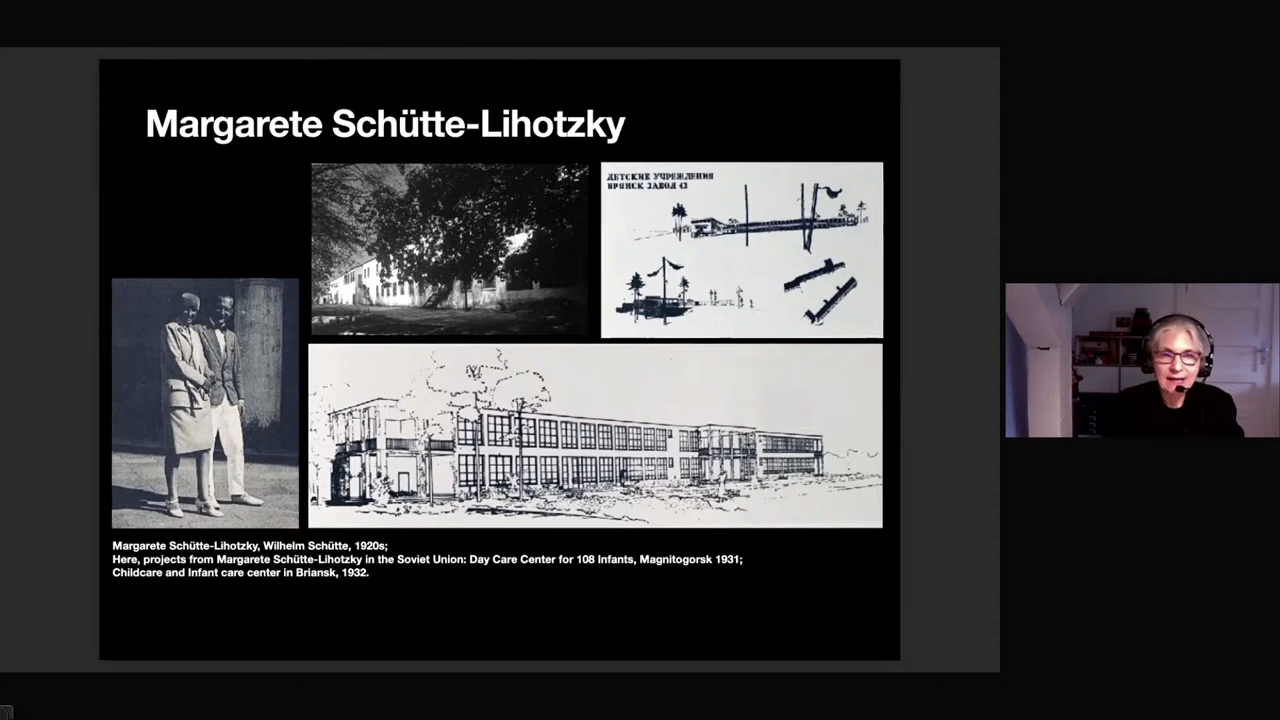 Margarete Schütte-Lihotzky
ДЕТСКИЕ УЧРЕЖДЕНИЯ
БРЯНСК ЗАВОД 43
Margarete Schütte-Lihotzky, Wilhelm Schütte, 1920s;
Here, projects from Margarete Schütte-Lihotzky in the Soviet Union: Day Care Center for 108 Infants, Magnitogorsk 1931;
Childcare and Infant care center in Briansk, 1932.